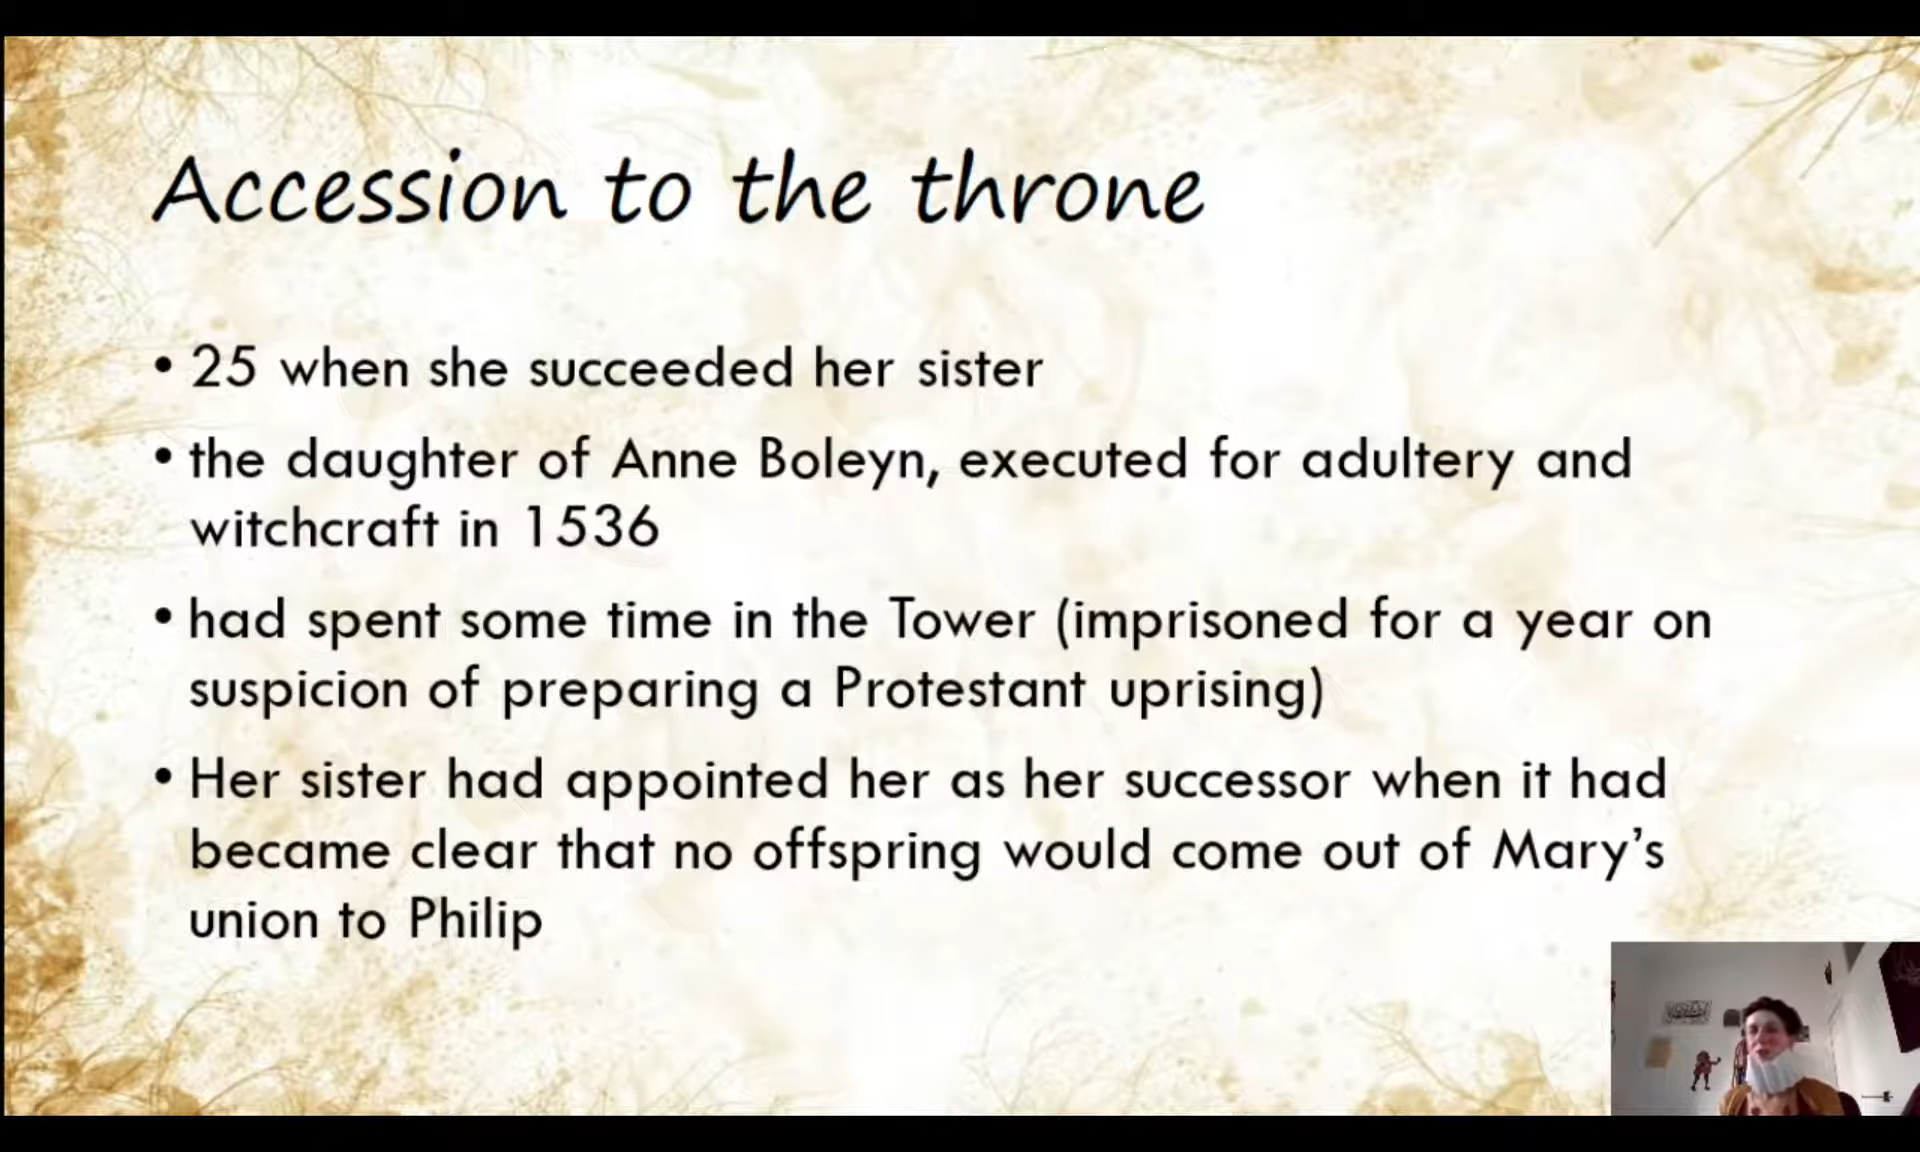 Accession to the throne
• 25 when she succeeded her sister
• the daughter of Anne Boleyn, executed for adultery and
witchcraft in 1536
• had spent some time in the Tower (imprisoned for a year on
suspicion of preparing a Protestant uprising)
• Her sister had appointed her as her successor when it had
became clear that no offspring would come out of Mary’s
union to Philip